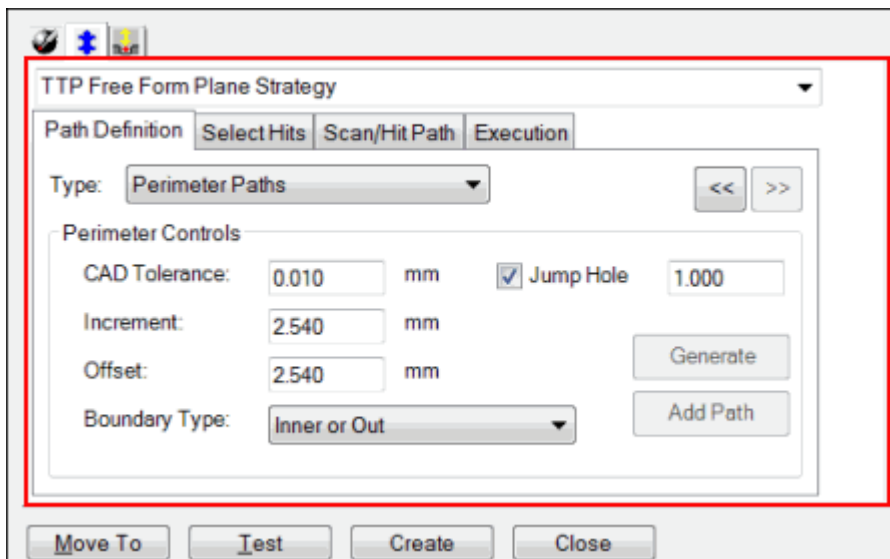 TTP Free Form Plane Strategy
Path Definition Select Hits Scan/Hit Path Execution
Type: Perimeter Paths << >>
Perimeter Controls
CAD Tolerance: 0.010 mm Jump Hole 1.000
Increment: 2.540 mm
Generate
Offset: 2.540 mm
Add Path
Boundary Type: Inner or Out
Move To Test Create Close